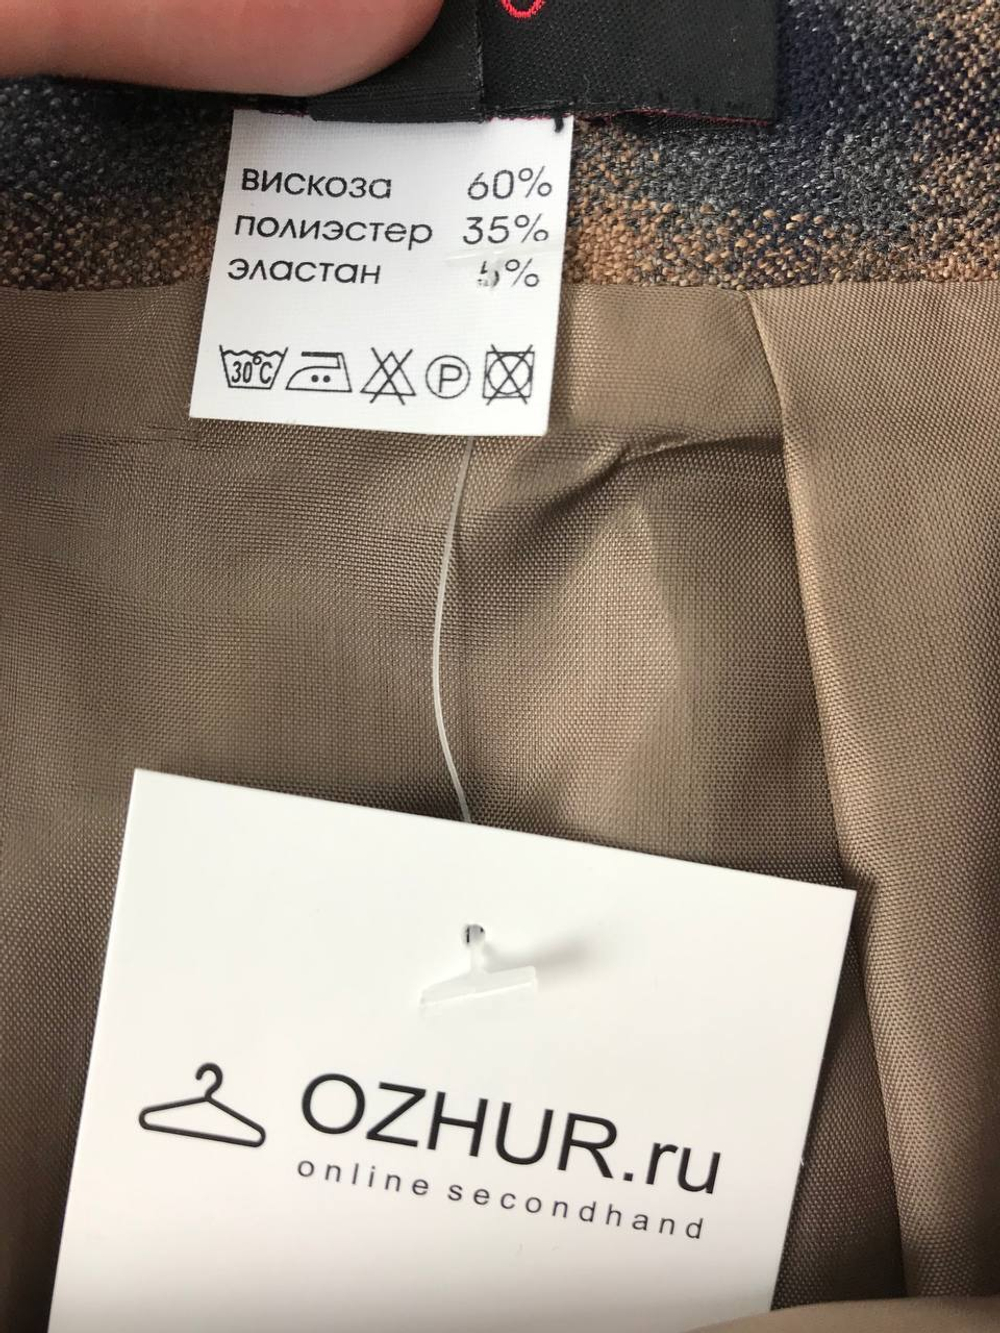 вискоза 60%
полиэстер 35%
эластан 5%
30°C
P
OZHUR.ru
online secondhand